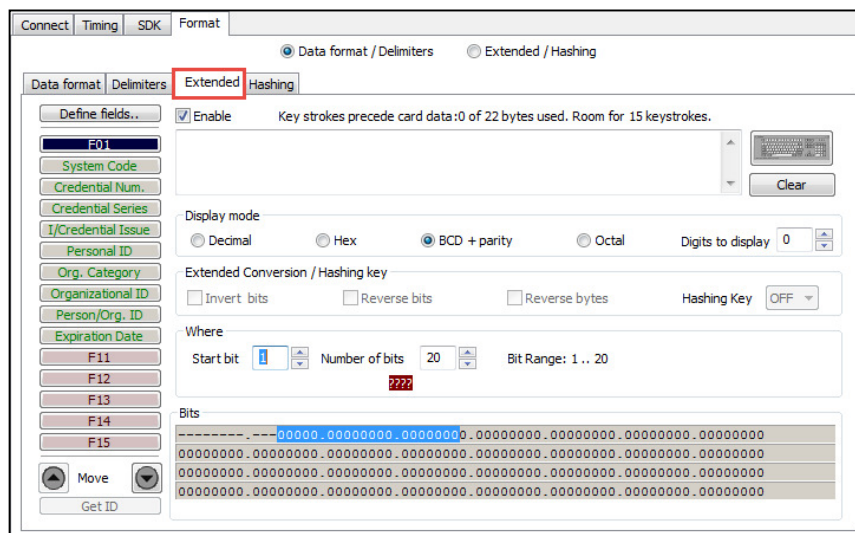 Connect Timing SDK Format
Data format / Delimiters Extended / Hashing
Data format Delimiters Extended Hashing
Define fields..
Enable Key strokes precede card data:0 of 22 bytes used. Room for 15 keystrokes.
F01
System Code
Credential Num.
Clear
Credential Series
Display mode
I/Credential Issue
Decimal Hex BCD + parity Octal Digits to display 0
Personal ID
Org. Category
Extended Conversion / Hashing key
Organizational ID
Invert bits Reverse bits Reverse bytes Hashing Key OFF
Person/Org. ID
Expiration Date
Where
F11
Start bit 1 Number of bits 20 Bit Range: 1 .. 20
F12
????
F13
F14
Bits
F15
--------.---00000.00000000.00000000.00000000.00000000.00000000.00000000
00000000.00000000.00000000.00000000.00000000.00000000.00000000.00000000
00000000.00000000.00000000.00000000.00000000.00000000.00000000.00000000
00000000.00000000.00000000.00000000.00000000.00000000.00000000.00000000
Move
Get ID